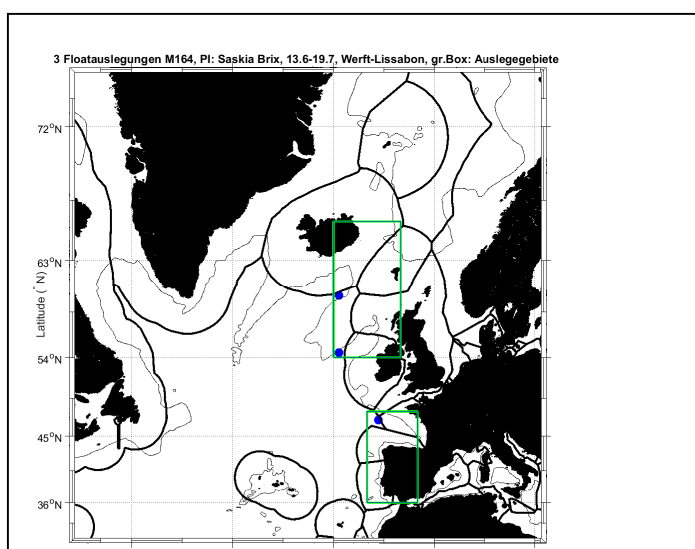 3 Floatauslegungen M164, PI: Saskia Brix, 13.6-19.7, Werft-Lissabon, gr.Box: Auslegegebiete
72°N
63°N
54°N
45°N
36°N
Latitude (°N)